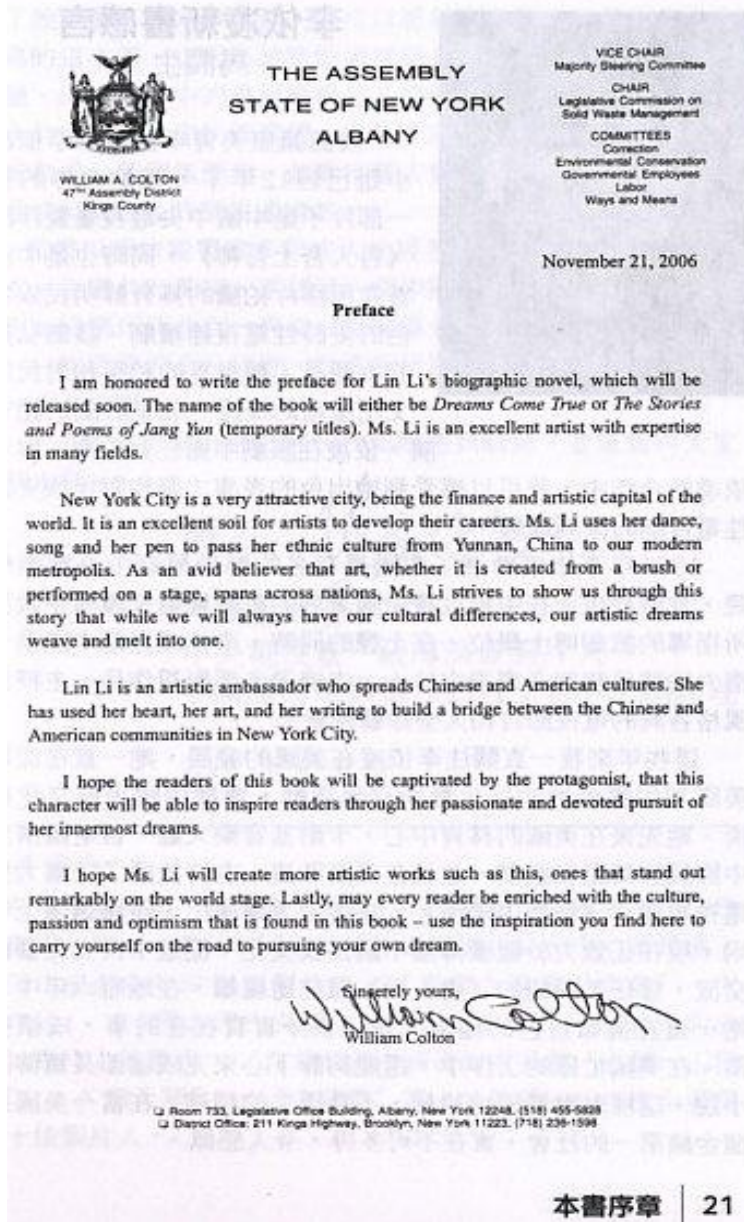 THE ASSEMBLY
STATE OF NEW YORK
ALBANY
WILLIAM A. COLTON
47TH Assembly District
Kings County
VICE CHAIR
Majority Steering Committee
CHAIR
Legislative Commission on
Solid Waste Management
COMMITTEES
Correction
Environmental Conservation
Governmental Employees
Labor
Ways and Means
November 21, 2006
Preface
I am honored to write the preface for Lin Li's biographic novel, which will be
released soon. The name of the book will either be Dreams Come True or The Stories
and Poems of Jang Yun (temporary titles). Ms. Li is an excellent artist with expertise
in many fields.
New York City is a very attractive city, being the finance and artistic capital of the
world. It is an excellent soil for artists to develop their careers. Ms. Li uses her dance,
song and her pen to pass her ethnic culture from Yunnan, China to our modern
metropolis. As an avid believer that art, whether it is created from a brush or
performed on a stage, spans across nations, Ms. Li strives to show us through this
story that while we will always have our cultural differences, our artistic dreams
weave and melt into one.
Lin Li is an artistic ambassador who spreads Chinese and American cultures. She
has used her heart, her art, and her writing to build a bridge between the Chinese and
American communities in New York City.
I hope the readers of this book will be captivated by the protagonist, that this
character will be able to inspire readers through her passionate and devoted pursuit of
her innermost dreams.
I hope Ms. Li will create more artistic works such as this, ones that stand out
remarkably on the world stage. Lastly, may every reader be enriched with the culture,
passion and optimism that is found in this book – use the inspiration you find here to
carry yourself on the road to pursuing your own dream.
Sincerely yours,
William Colton
William Colton
❑ Room 733, Legislative Office Building, Albany, New York 12248, (518) 455-5828
❑ District Office: 211 Kings Highway, Brooklyn, New York 11223, (718) 236-1598
本書序章 | 21